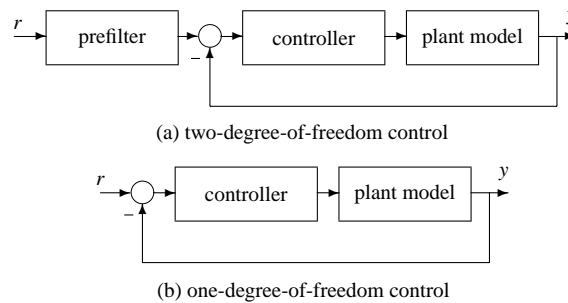 r prefilter − controller plant model
(a) two-degree-of-freedom control
r − controller plant model y
(b) one-degree-of-freedom control